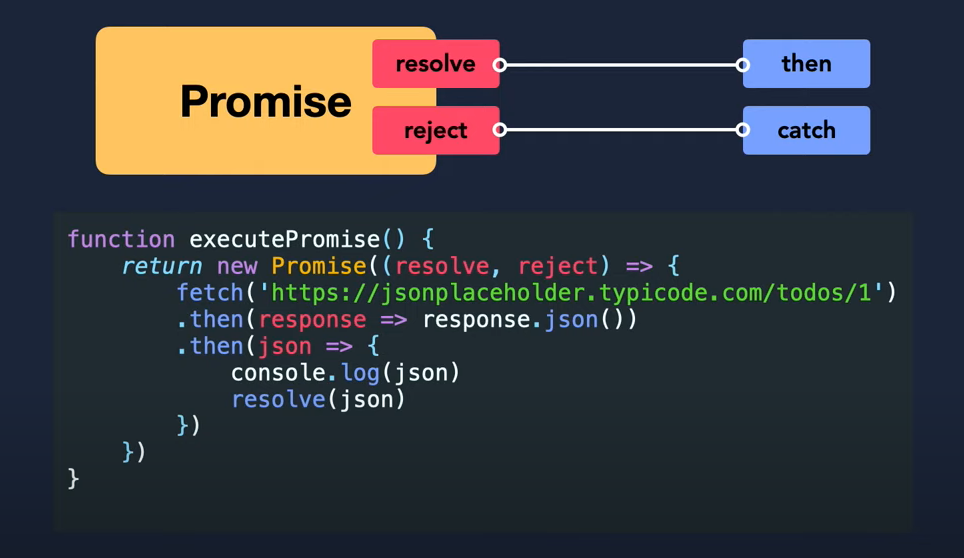 Promise
resolve
then
reject
catch
function executePromise() {
    return new Promise((resolve, reject) => {
        fetch('https://jsonplaceholder.typicode.com/todos/1')
        .then(response => response.json())
        .then(json => {
            console.log(json)
            resolve(json)
        })
    })
}